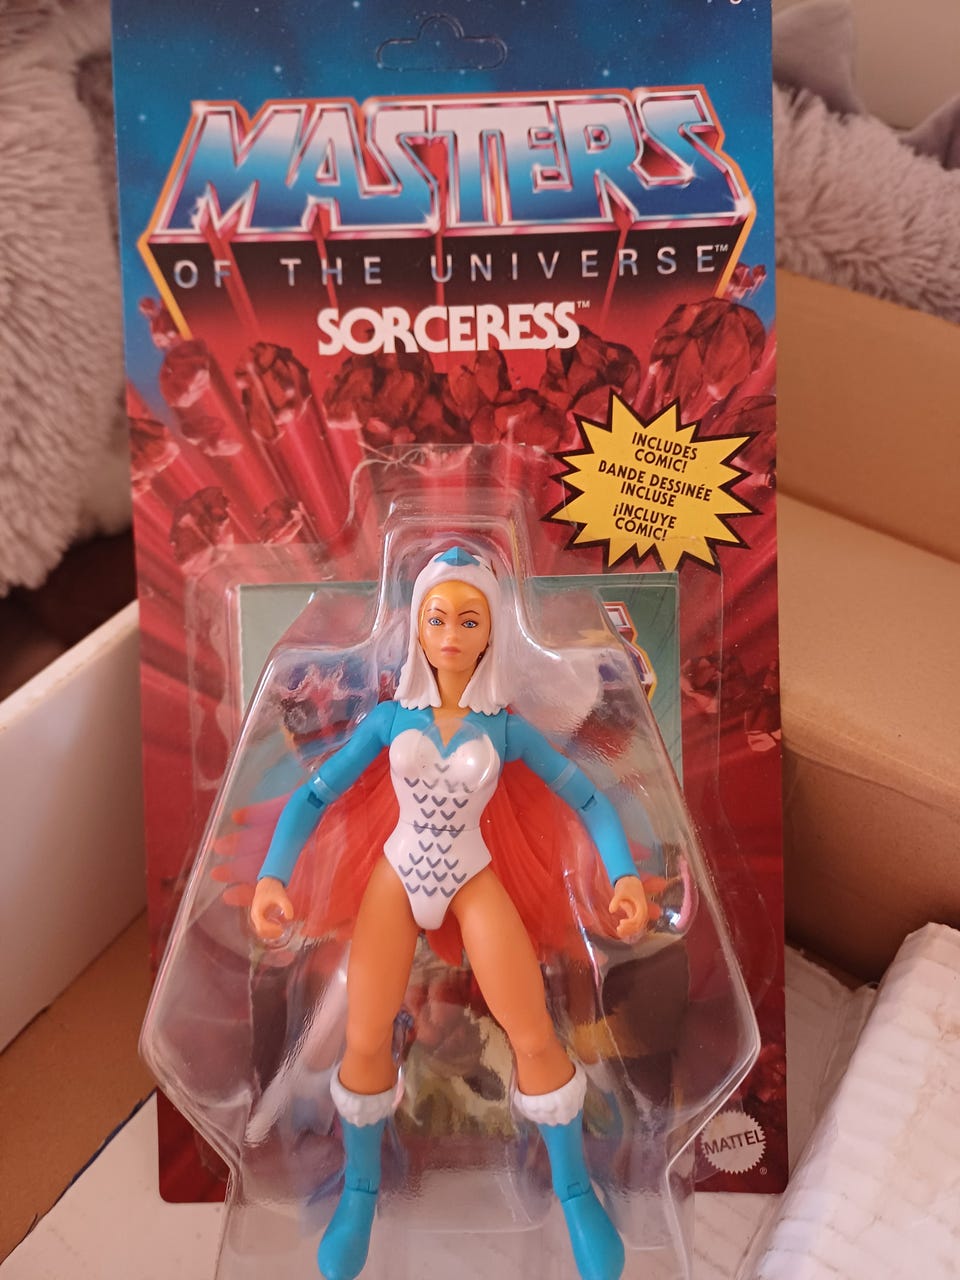 MASTERS
OF THE UNIVERSE™
SORCERESS™
INCLUDES
COMIC!
BANDE DESSINÉE
INCLUSE
¡INCLUYE
CÓMIC!
MATTEL
®